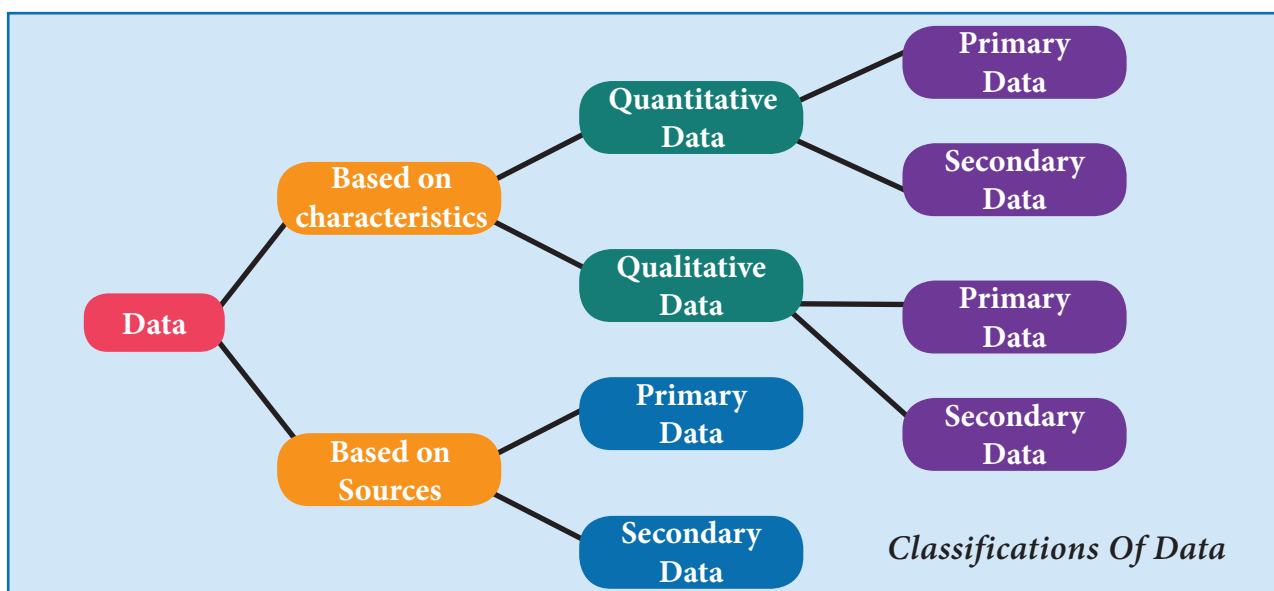 Primary
Data
Quantitative
Data
Secondary
Data
Based on
characteristics
Qualitative
Data
Primary
Data
Data
Primary
Data
Secondary
Data
Based on
Sources
Secondary
Data
Classifications Of Data